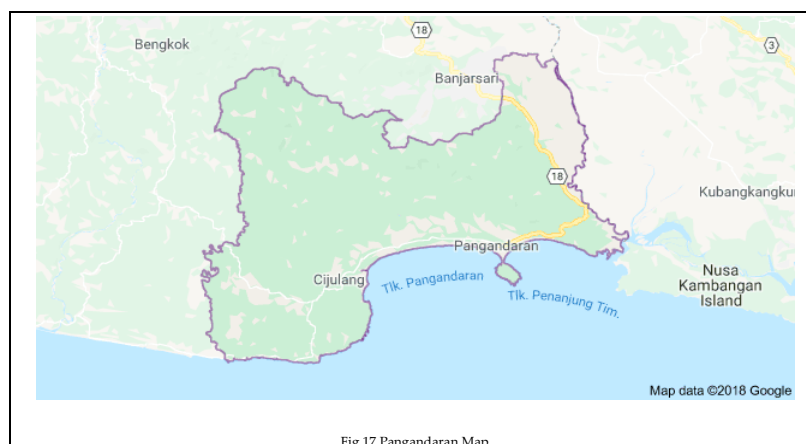 18
Bengkok
3
Banjarsari
18
Kubangkangkun
Pangandaran
Cijulang
Tlk. Pangandaran
Nusa
Kambangan
Island
Tlk. Penanjung Tim.
Map data ©2018 Google
Fig 17 Pangandaran Map